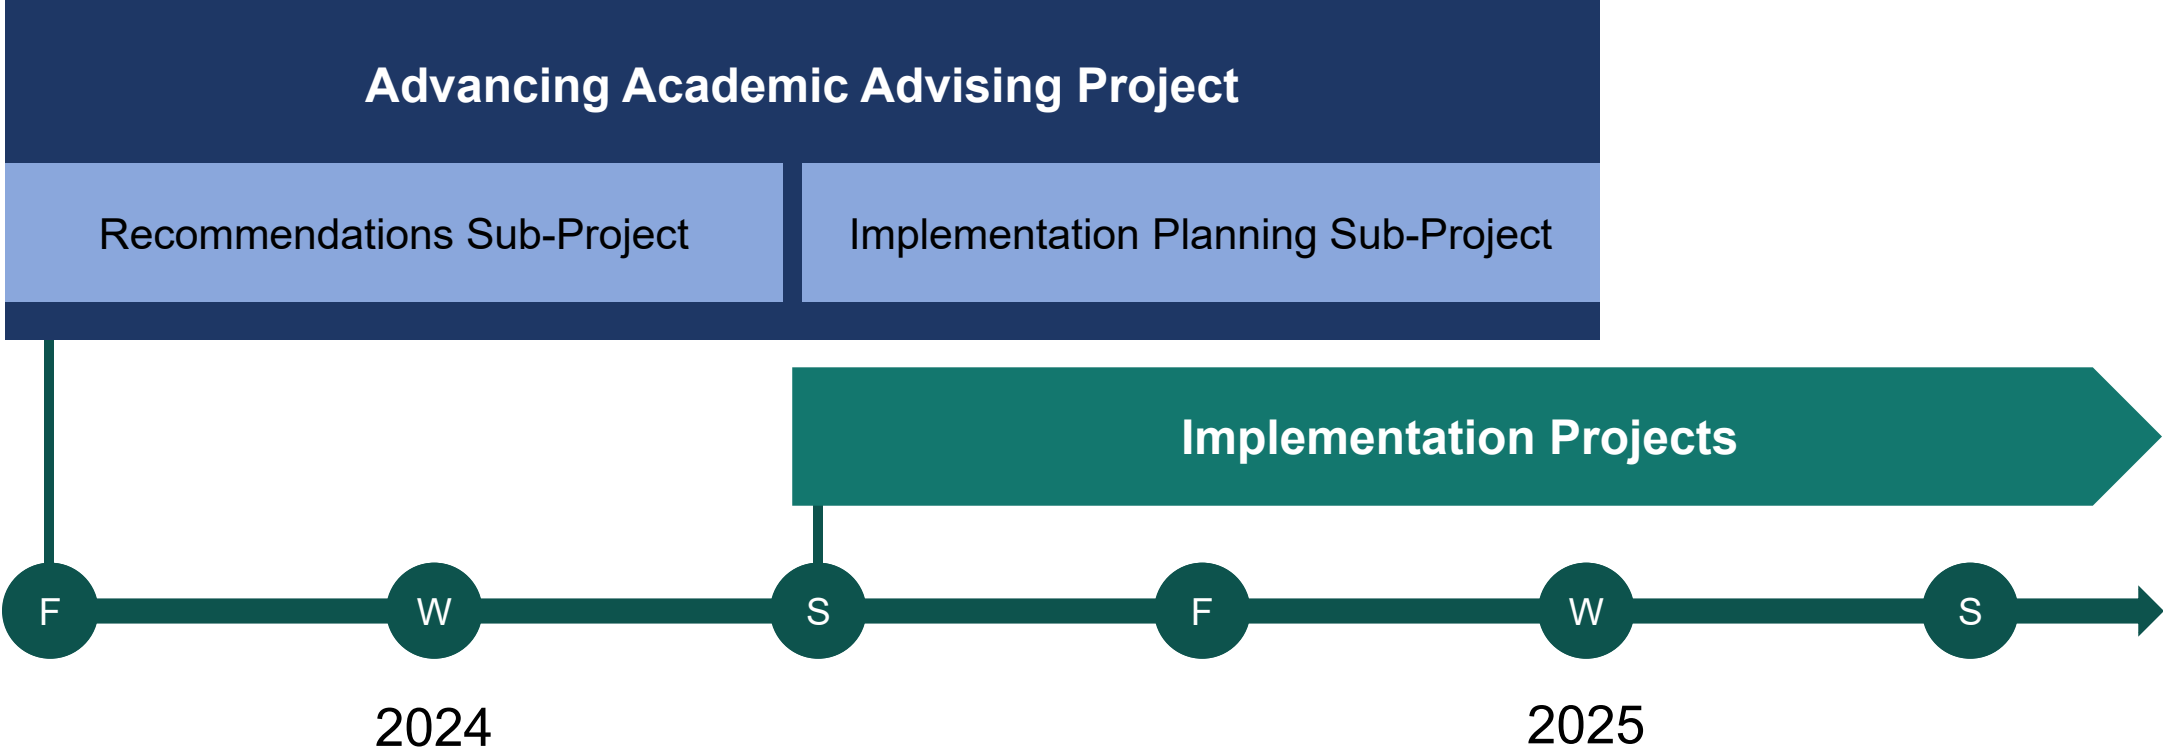 Advancing Academic Advising Project
Recommendations Sub-Project
Implementation Planning Sub-Project
Implementation Projects
F
W
S
F
W
S
2024
2025